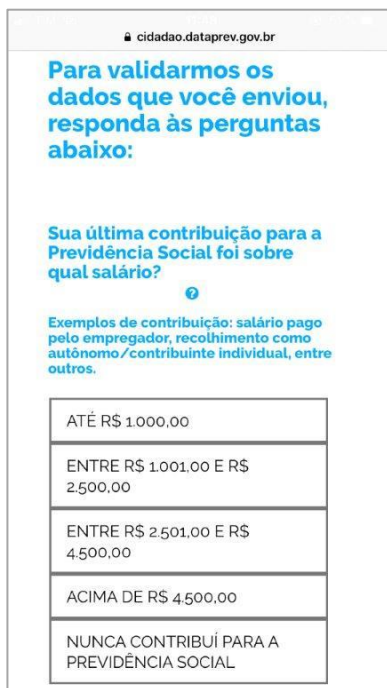 cidadao.dataprev.gov.br
Para validarmos os
dados que você enviou,
responda às perguntas
abaixo:
Sua última contribuição para a
Previdência Social foi sobre
qual salário?
?
Exemplos de contribuição: salário pago
pelo empregador, recolhimento como
autônomo/contribuinte individual, entre
outros.
ATÉ R$ 1.000,00
ENTRE R$ 1.001,00 E R$
2.500,00
ENTRE R$ 2.501,00 E R$
4.500,00
ACIMA DE R$ 4.500,00
NUNCA CONTRIBUÍ PARA A
PREVIDÊNCIA SOCIAL